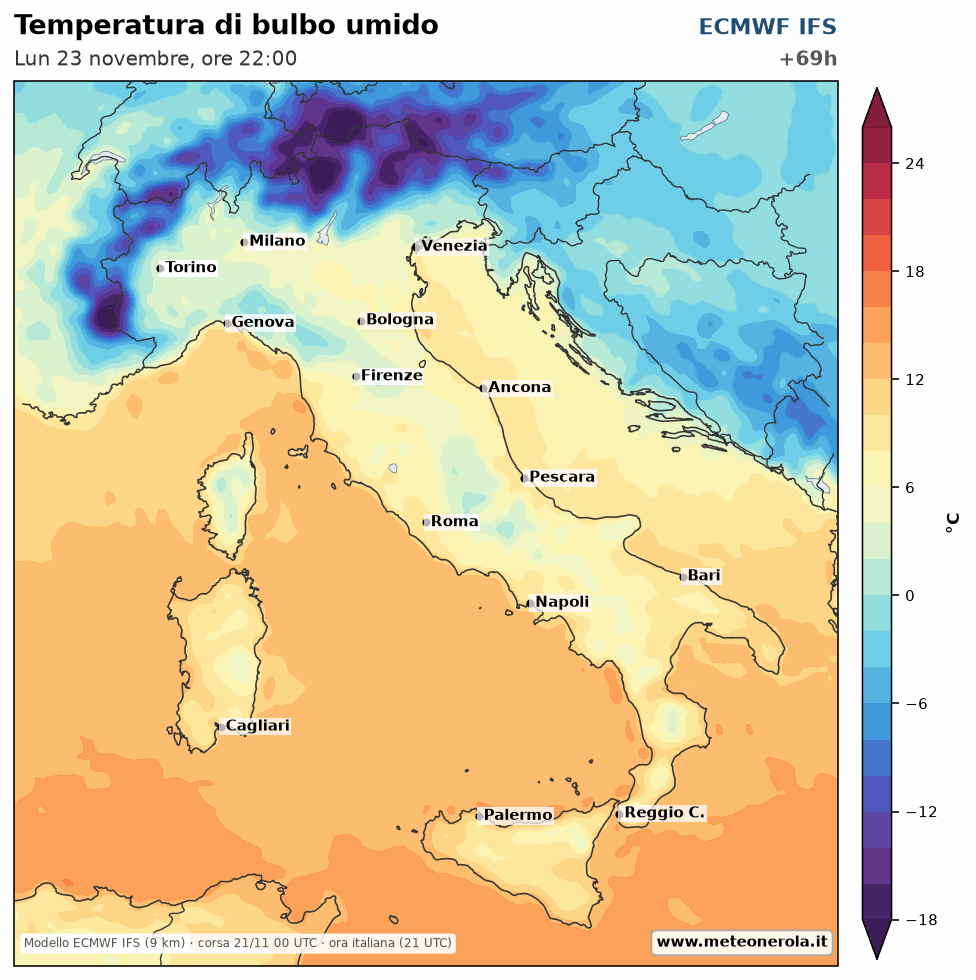 Temperatura di bulbo umido
ECMWF IFS
Lun 23 novembre, ore 22:00
+69h
Milano
Venezia
Torino
Genova
Bologna
Firenze
Ancona
Pescara
Roma
Bari
Napoli
Cagliari
Palermo
Reggio C.
24
18
12
6
0
−6
−12
−18
°C
Modello ECMWF IFS (9 km) · corsa 21/11 00 UTC · ora italiana (21 UTC)
www.meteonerola.it